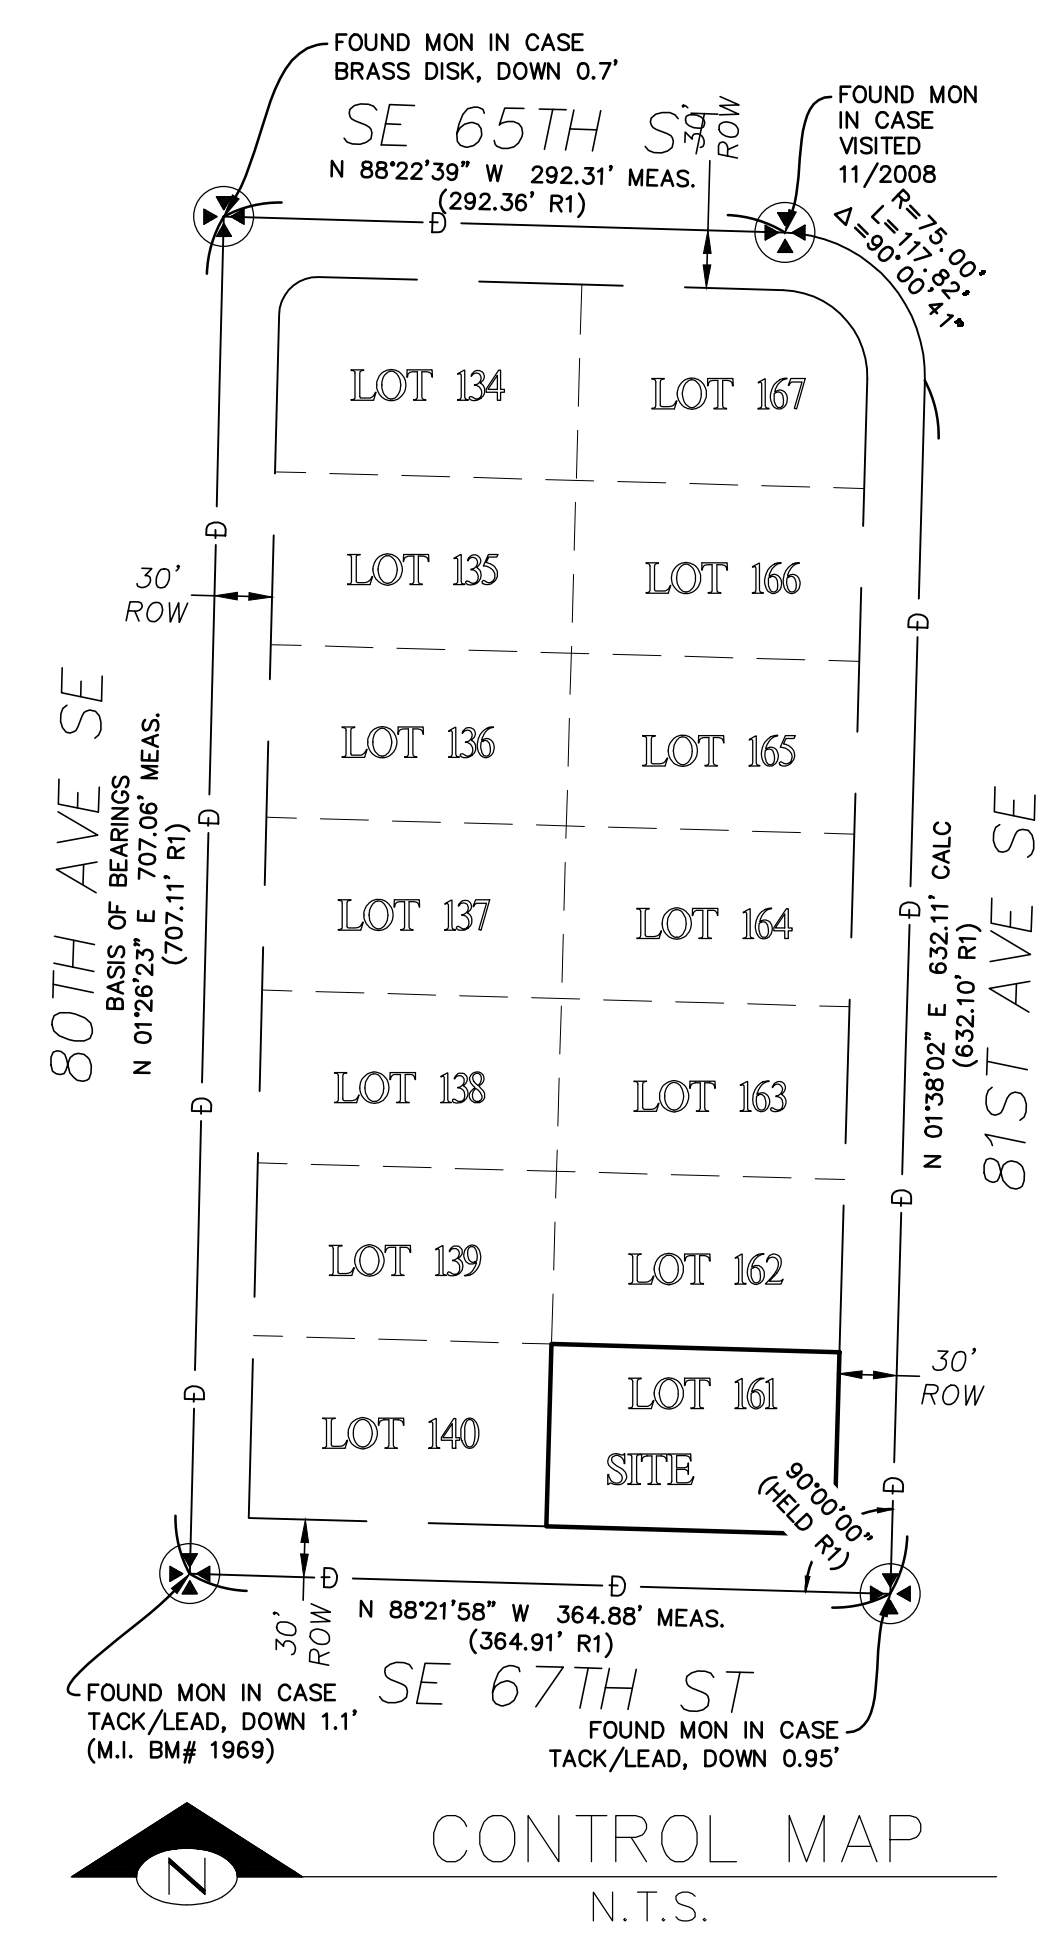 FOUND MON IN CASE
BRASS DISK, DOWN 0.7'
FOUND MON
IN CASE
VISITED
11/2008
SE 65TH ST
30'
ROW
N 88°22'39" W 292.31' MEAS.
(292.36' R1)
R=75.00'
L=117.82'
Δ=90°00'41"
LOT 134
LOT 167
LOT 135
LOT 166
30'
ROW
LOT 136
LOT 165
80TH AVE SE
BASIS OF BEARINGS
N 01°26'23" E 707.06' MEAS.
(707.11' R1)
LOT 137
LOT 164
N 01°38'02" E 632.11' CALC
(632.10' R1)
81ST AVE SE
LOT 138
LOT 163
LOT 139
LOT 162
30'
ROW
LOT 161
SITE
LOT 140
90°00'00"
(HELD R1)
30'
ROW
N 88°21'58" W 364.88' MEAS.
(364.91' R1)
SE 67TH ST
FOUND MON IN CASE
TACK/LEAD, DOWN 1.1'
(M.I. BM# 1969)
FOUND MON IN CASE
TACK/LEAD, DOWN 0.95'
N
CONTROL MAP
N.T.S.